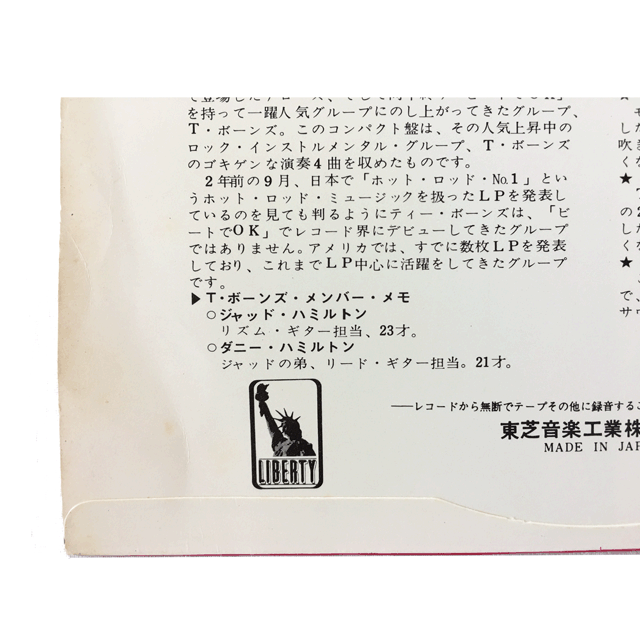 を持って一躍人気グループにのし上がってきたグループ、
T・ボーンズ。このコンパクト盤は、その人気上昇中の
ロック・インストルメンタル・グループ、T・ボーンズ
のゴキゲンな演奏4曲を収めたものです。
2年前の9月、日本で「ホット・ロッド・No.1」とい
うホット・ロッド・ミュージックを扱ったLPを発表し
ているのを見ても判るようにティー・ボーンズは、「ビ
ートでOK」でレコード界にデビューしてきたグループ
ではありません。アメリカでは、すでに数枚LPを発表
しており、これまでLP中心に活躍をしてきたグループ
です。
▶T・ボーンズ・メンバー・メモ
○ジャッド・ハミルトン
リズム・ギター担当、23才。
○ダニー・ハミルトン
ジャッドの弟、リード・ギター担当。21才。
LIBERTY
──レコードから無断でテープその他に録音するこ
東芝音楽工業株
MADE IN JAP
★
した
吹き
くな
★
の2
した
くな
★
で、
サウ